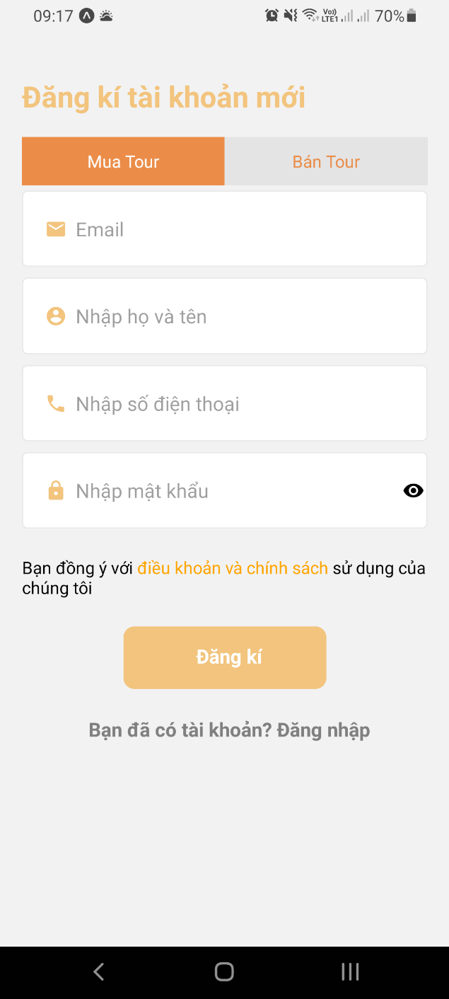 09:17 Vo)) LTE1 70%
Đăng kí tài khoản mới
Mua Tour Bán Tour
Email
Nhập họ và tên
Nhập số điện thoại
Nhập mật khẩu
Bạn đồng ý với điều khoản và chính sách sử dụng của
chúng tôi
Đăng kí
Bạn đã có tài khoản? Đăng nhập